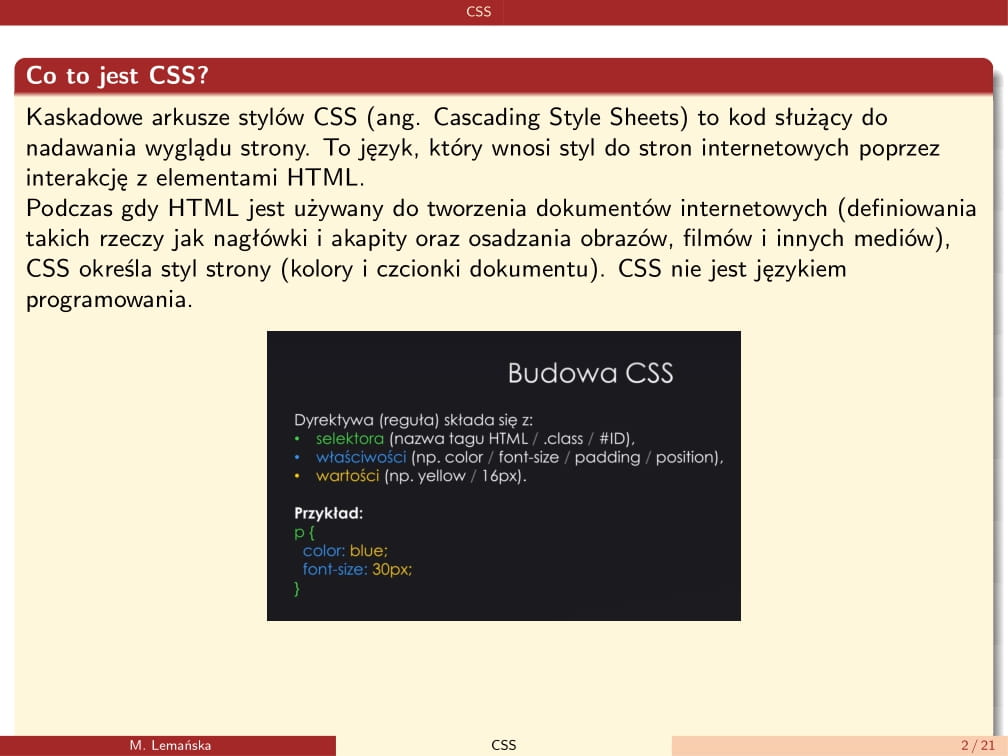 CSS
Co to jest CSS?
Kaskadowe arkusze stylów CSS (ang. Cascading Style Sheets) to kod służący do
nadawania wyglądu strony. To język, który wnosi styl do stron internetowych poprzez
interakcję z elementami HTML.
Podczas gdy HTML jest używany do tworzenia dokumentów internetowych (definiowania
takich rzeczy jak nagłówki i akapity oraz osadzania obrazów, filmów i innych mediów),
CSS określa styl strony (kolory i czcionki dokumentu). CSS nie jest językiem
programowania.
Budowa CSS
Dyrektywa (reguła) składa się z:
• selektora (nazwa tagu HTML / .class / #ID),
• właściwości (np. color / font-size / padding / position),
• wartości (np. yellow / 16px).
Przykład:
p {
color: blue;
font-size: 30px;
}
M. Lemańska
CSS
2 / 21